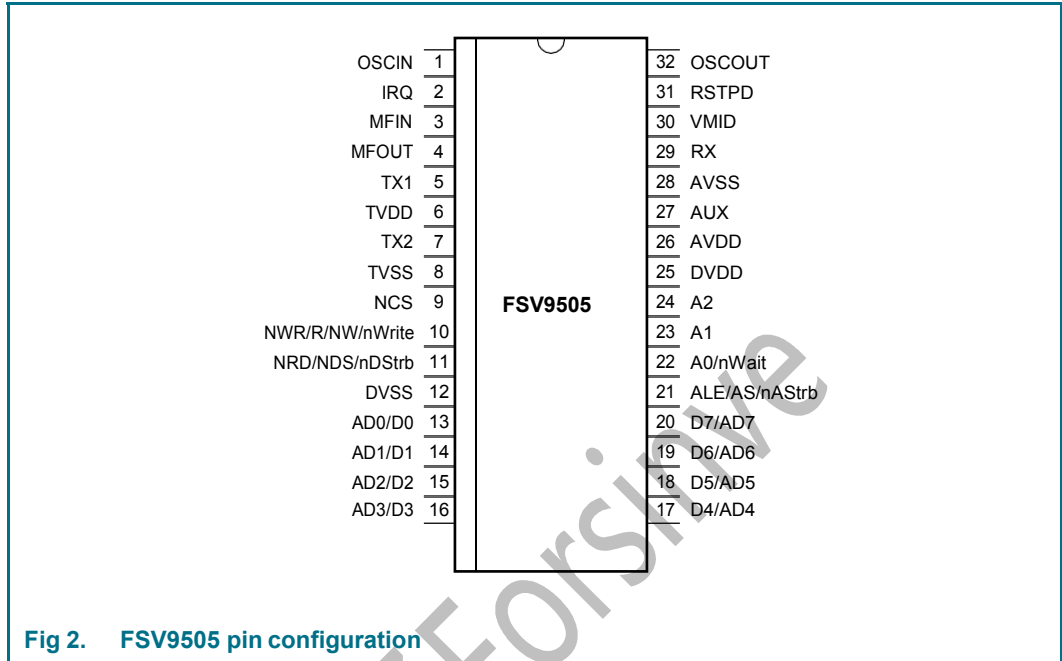 OSCIN 1
IRQ 2
MFIN 3
MFOUT 4
TX1 5
TVDD 6
TX2 7
TVSS 8
NCS 9
NWR/R/NW/nWrite 10
NRD/NDS/nDStrb 11
DVSS 12
AD0/D0 13
AD1/D1 14
AD2/D2 15
AD3/D3 16
FSV9505
32 OSCOUT
31 RSTPD
30 VMID
29 RX
28 AVSS
27 AUX
26 AVDD
25 DVDD
24 A2
23 A1
22 A0/nWait
21 ALE/AS/nAStrb
20 D7/AD7
19 D6/AD6
18 D5/AD5
17 D4/AD4
Forsinve
Fig 2. FSV9505 pin configuration